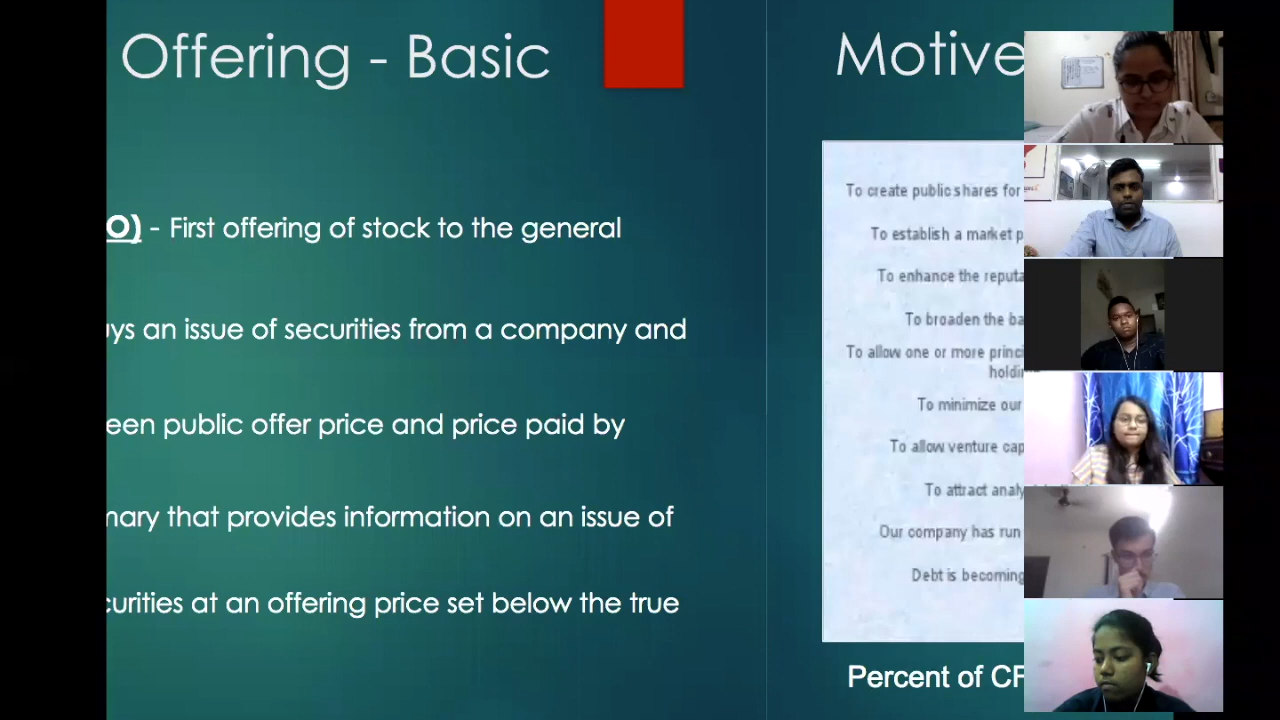 Offering - Basic
O) - First offering of stock to the general
ys an issue of securities from a company and
een public offer price and price paid by
mary that provides information on an issue of
curities at an offering price set below the true
Motive
To create public shares for
To establish a market p
To enhance the reputa
To broaden the ba
To allow one or more princi
holdin
To minimize our
To allow venture cap
To attract analy
Our company has run
Debt is becoming
Percent of CF